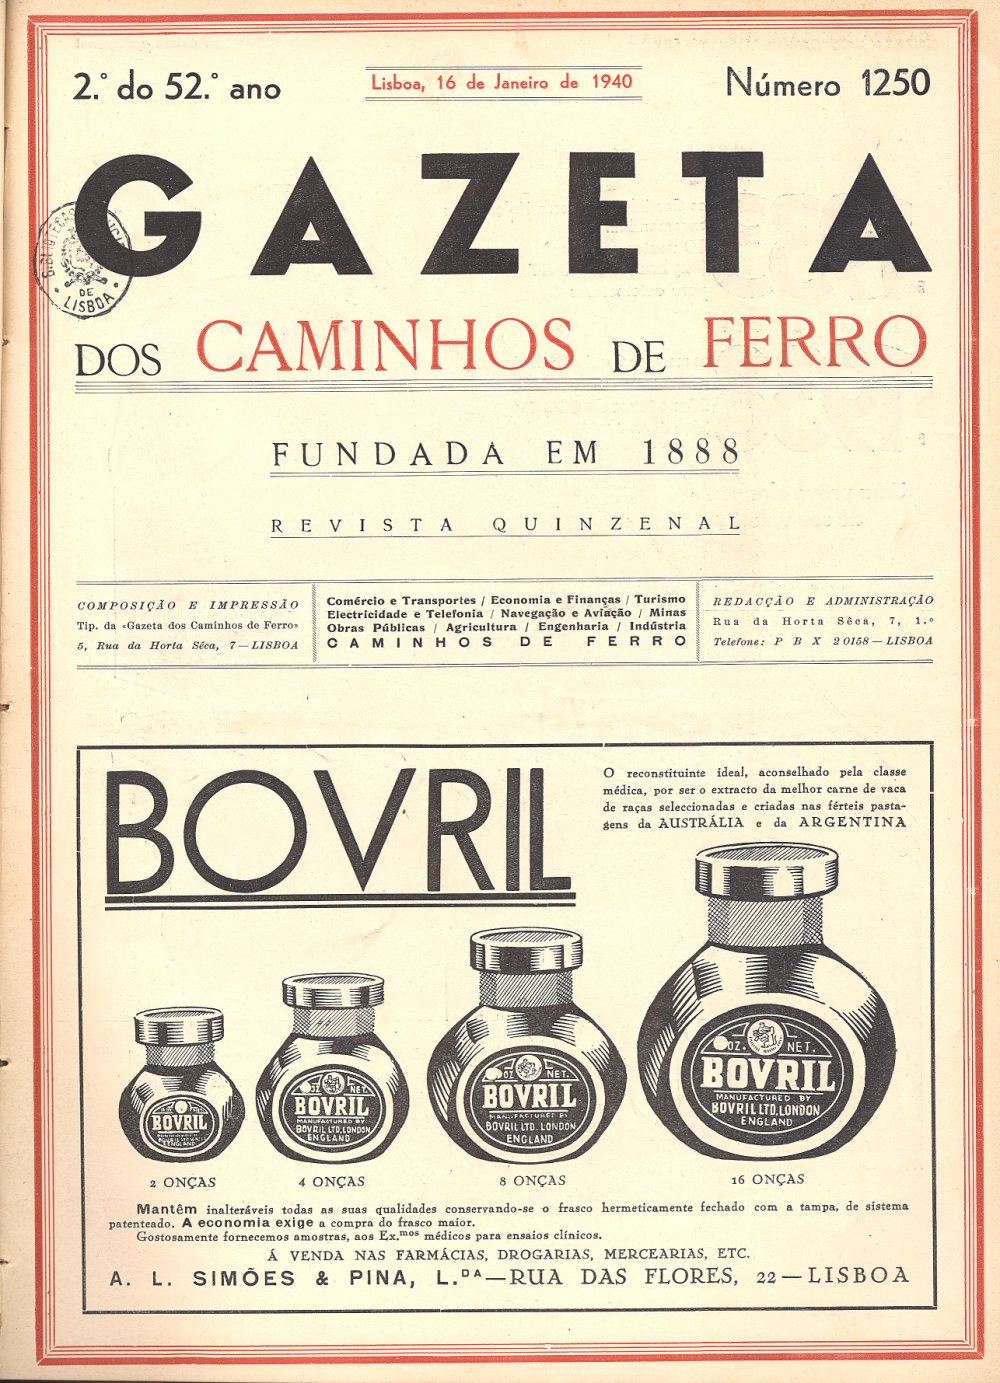 2.º do 52.º ano
Lisboa, 16 de Janeiro de 1940
Número 1250
GAZETA
DOS CAMINHOS DE FERRO
BIBLIOTECAS
DE
LISBOA
FUNDADA EM 1888
REVISTA QUINZENAL
COMPOSIÇÃO E IMPRESSÃO
Tip. da «Gazeta dos Caminhos de Ferro»
5, Rua da Horta Sêca, 7 — LISBOA
Comércio e Transportes / Economia e Finanças / Turismo
Electricidade e Telefonia / Navegação e Aviação / Minas
Obras Públicas / Agricultura / Engenharia / Indústria
CAMINHOS DE FERRO
REDACÇÃO E ADMINISTRAÇÃO
Rua da Horta Sêca, 7, 1.º
Telefone: P B X 20158 — LISBOA
BOVRIL
O reconstituinte ideal, aconselhado pela classe
médica, por ser o extracto da melhor carne de vaca
de raças seleccionadas e criadas nas férteis pasta-
gens da AUSTRÁLIA e da ARGENTINA
BOVRIL
ENGLAND
2 ONÇAS
OZ. NET.
BOVRIL
MANUFACTURED BY
BOVRIL LTD. LONDON
ENGLAND
4 ONÇAS
OZ. NET.
BOVRIL
MANUFACTURED BY
BOVRIL LTD. LONDON
ENGLAND
8 ONÇAS
OZ. NET.
BOVRIL
MANUFACTURED BY
BOVRIL LTD. LONDON
ENGLAND
16 ONÇAS
Mantêm inalteráveis todas as suas qualidades conservando-se o frasco hermeticamente fechado com a tampa, de sistema
patenteado. A economia exige a compra do frasco maior.
Gostosamente fornecemos amostras, aos Ex.mos médicos para ensaios clínicos.
Á VENDA NAS FARMÁCIAS, DROGARIAS, MERCEARIAS, ETC.
A. L. SIMÕES & PINA, L.DA — RUA DAS FLORES, 22 — LISBOA